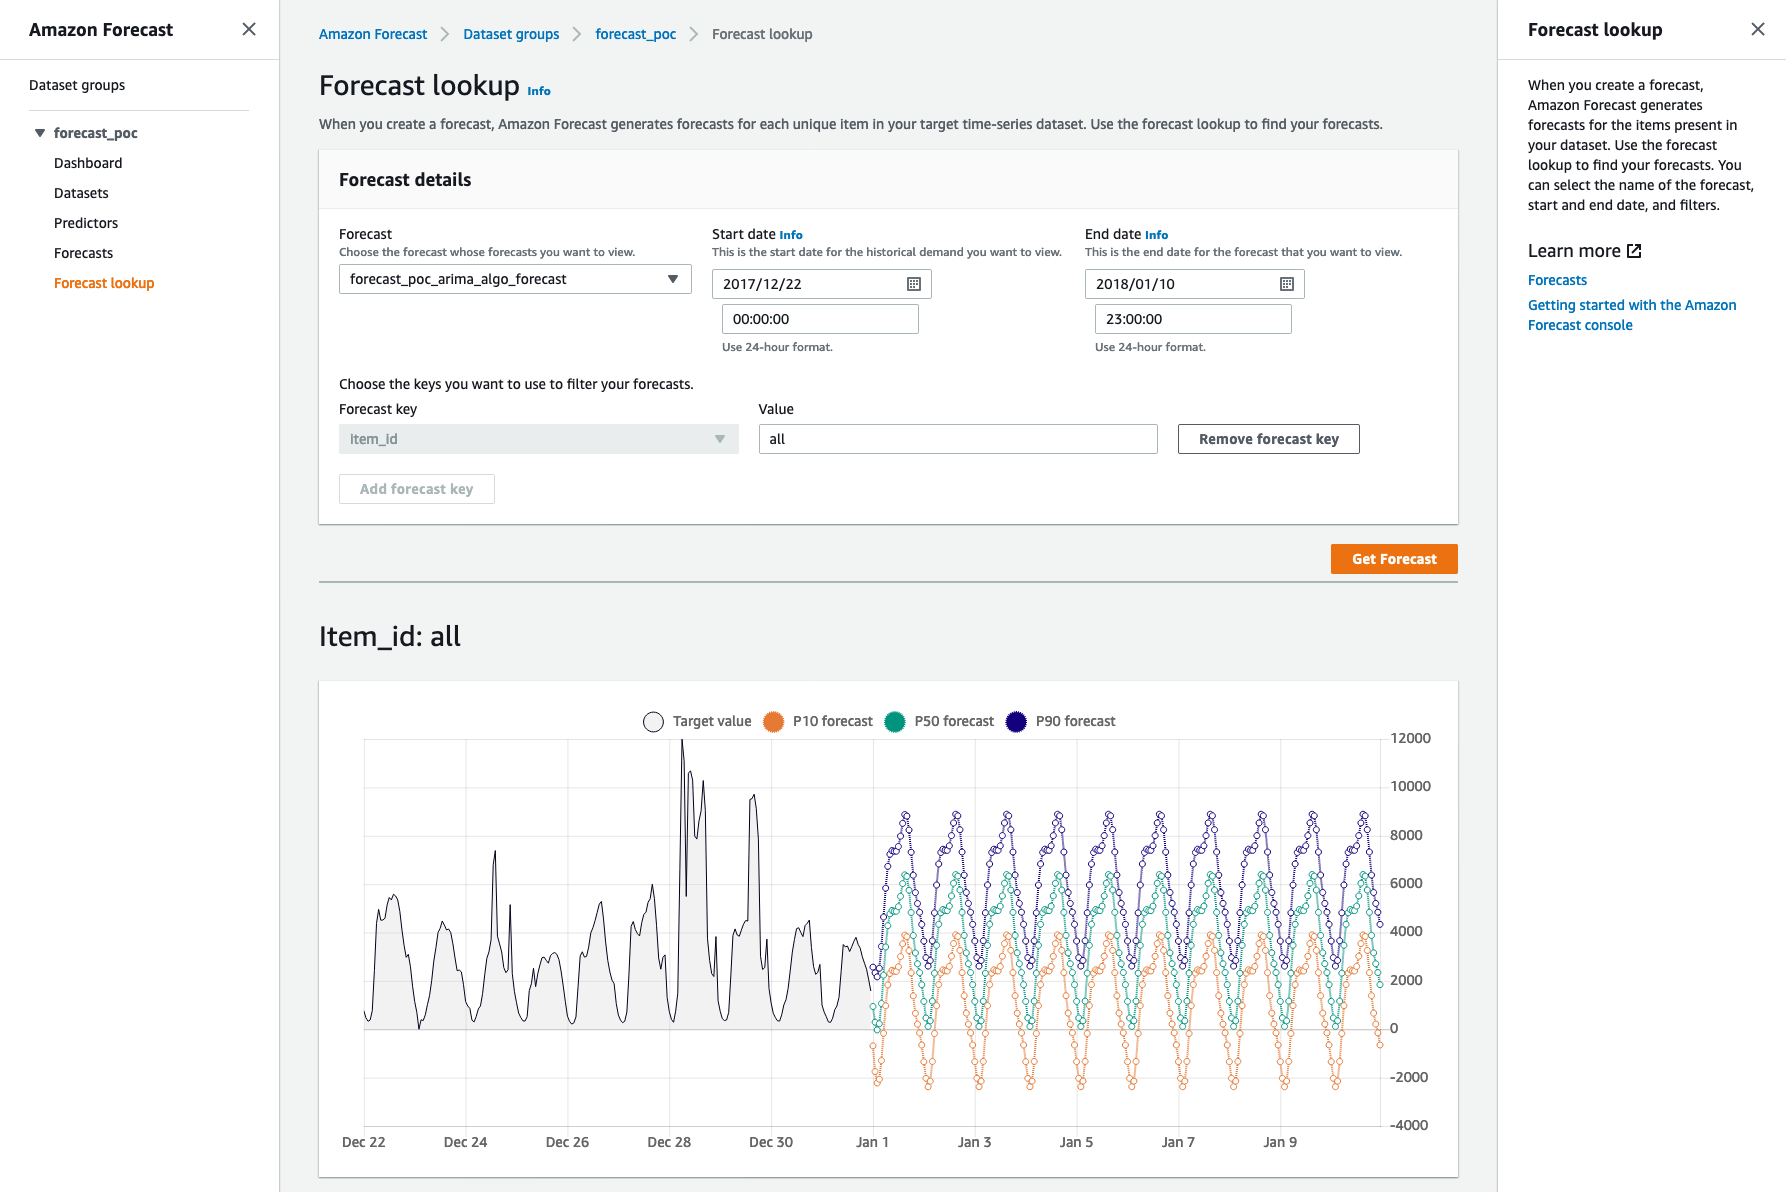 Amazon Forecast
Dataset groups
forecast_poc
Dashboard
Datasets
Predictors
Forecasts
Forecast lookup
Amazon Forecast
Dataset groups
forecast_poc
Forecast lookup
Forecast lookup Info
When you create a forecast, Amazon Forecast generates forecasts for each unique item in your target time-series dataset. Use the forecast lookup to find your forecasts.
Forecast details
Forecast
Choose the forecast whose forecasts you want to view.
forecast_poc_arima_algo_forecast
Start date Info
This is the start date for the historical demand you want to view.
2017/12/22
00:00:00
Use 24-hour format.
End date Info
This is the end date for the forecast that you want to view.
2018/01/10
23:00:00
Use 24-hour format.
Choose the keys you want to use to filter your forecasts.
Forecast key
Item_id
Value
all
Remove forecast key
Add forecast key
Get Forecast
Item_id: all
Target value
P10 forecast
P50 forecast
P90 forecast
12000
10000
8000
6000
4000
2000
0
-2000
-4000
Dec 22
Dec 24
Dec 26
Dec 28
Dec 30
Jan 1
Jan 3
Jan 5
Jan 7
Jan 9
Forecast lookup
When you create a forecast,
Amazon Forecast generates
forecasts for the items present in
your dataset. Use the forecast
lookup to find your forecasts. You
can select the name of the forecast,
start and end date, and filters.
Learn more
Forecasts
Getting started with the Amazon
Forecast console